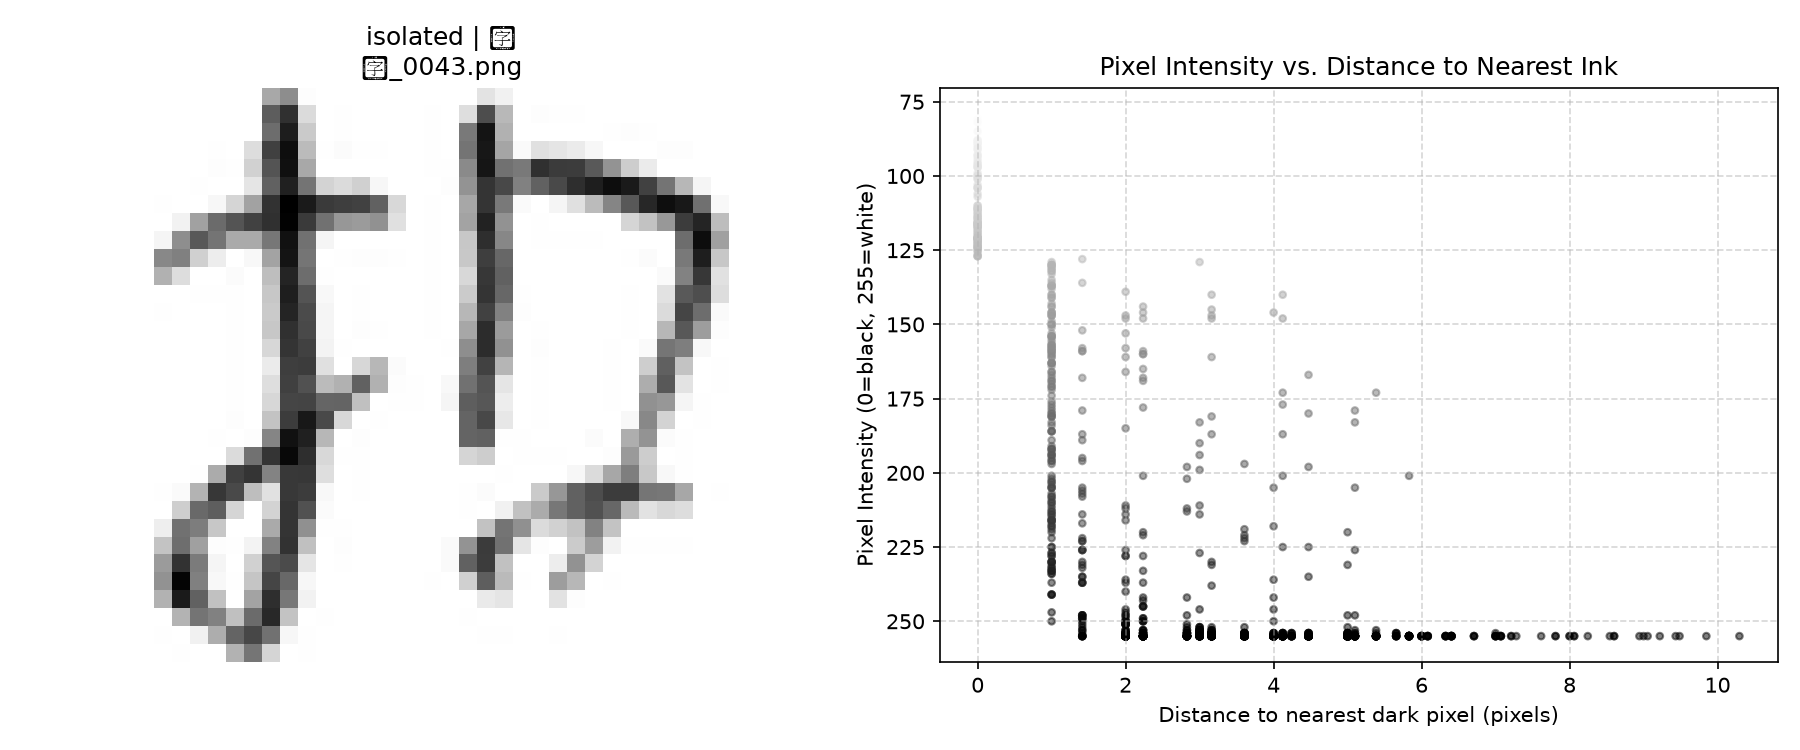 isolated |
_0043.png
扣
Pixel Intensity vs. Distance to Nearest Ink
Pixel Intensity (0=black, 255=white)
75
100
125
150
175
200
225
250
0 2 4 6 8 10
Distance to nearest dark pixel (pixels)